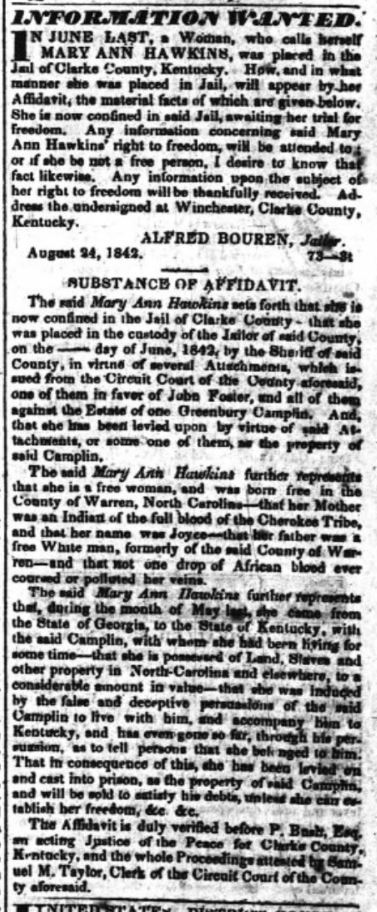 INFORMATION WANTED.
IN JUNE LAST, a Woman, who calls herself
MARY ANN HAWKINS, was placed in the
Jail of Clarke County, Kentucky. How, and in what
manner she was placed in Jail, will appear by her
Affidavit, the material facts of which are given below.
She is now confined in said Jail, awaiting her trial for
freedom. Any information concerning said Mary
Ann Hawkins' right to freedom, will be attended to;
or if she be not a free person, I desire to know that
fact likewise. Any information upon the subject of
her right to freedom will be thankfully received. Ad-
dress the undersigned at Winchester, Clarke County,
Kentucky.
ALFRED BOUREN, Jailer.
August 24, 1842. 73—3t
SUBSTANCE OF AFFIDAVIT.
The said Mary Ann Hawkins sets forth that she is
now confined in the Jail of Clarke County - that she
was placed in the custody of the Jailor of said County,
on the —— day of June, 1842, by the Sheriff of said
County, in virtue of several Attachments, which is-
sued from the Circuit Court of the County aforesaid,
one of them in favor of John Foster, and all of them
against the Estate of one Greenbury Camplin. And,
that she has been levied upon by virtue of said At-
tachments, or some one of them, as the property of
said Camplin.
The said Mary Ann Hawkins further represents
that she is a free woman, and was born free in the
County of Warren, North Carolina—that her Mother
was an Indian of the full blood of the Cherokee Tribe,
and that her name was Joyce—that her father was a
free White man, formerly of the said County of War-
ren—and that not one drop of African blood ever
coursed or polluted her veins.
The said Mary Ann Hawkins further represents
that, during the month of May last, she came from
the State of Georgia, to the State of Kentucky, with
the said Camplin, with whom she had been living for
some time—that she is possessed of Land, Slaves and
other property in North-Carolina and elsewhere, to a
considerable amount in value—that she was induced
by the false and deceptive persuasions of the said
Camplin to live with him, and accompany him to
Kentucky, and has even gone so far, through his per-
suasion, as to tell persons that she belonged to him.
That in consequence of this, she has been levied on
and cast into prison, as the property of said Camplin,
and will be sold to satisfy his debts, unless she can es-
tablish her freedom, &c. &c.
The Affidavit is duly verified before P. Bush, Esq.
an acting Justice of the Peace for Clarke County,
Kentucky, and the whole Proceedings attested by Sam-
uel M. Taylor, Clerk of the Circuit Court of the Coun-
ty aforesaid.
UNITED STATES